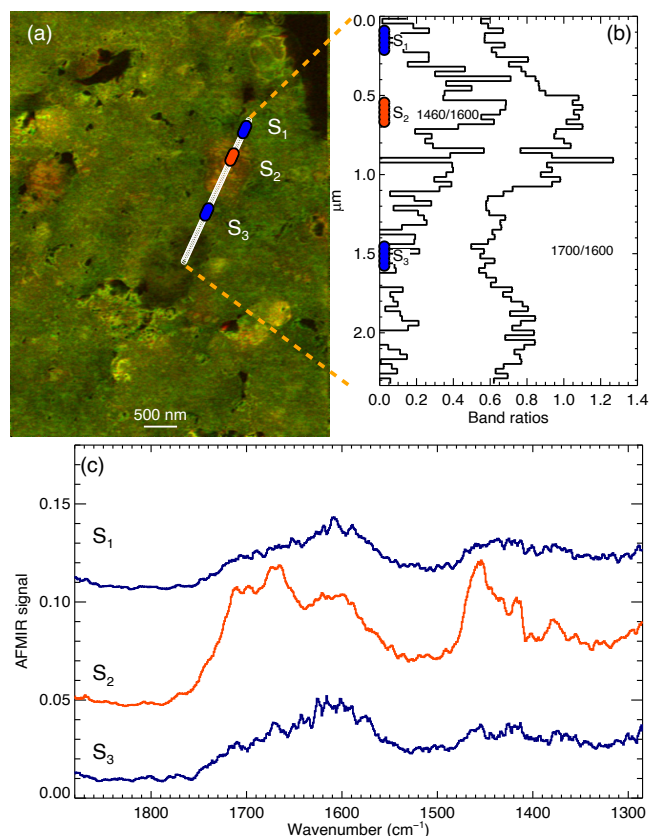 (a)
S1
S2
S3
500 nm
(b)
0.0
0.5
1.0
1.5
2.0
μm
S1
S2
1460/1600
S3
1700/1600
0.0 0.2 0.4 0.6 0.8 1.0 1.2 1.4
Band ratios
(c)
0.15
0.10
0.05
0.00
AFMIR signal
S1
S2
S3
1800 1700 1600 1500 1400 1300
Wavenumber (cm⁻¹)